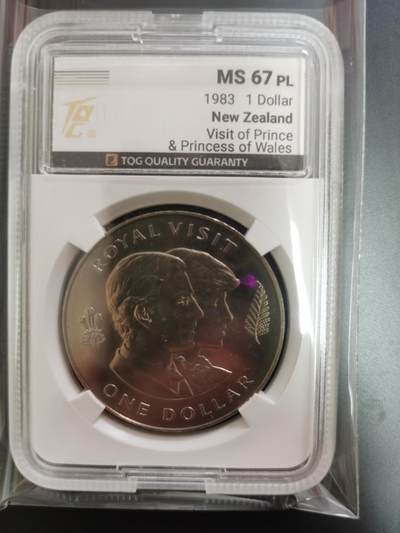 MS 67 PL
1983 1 Dollar
New Zealand
Visit of Prince
& Princess of Wales
TQG QUALITY GUARANTY
ROYAL VISIT
ONE DOLLAR